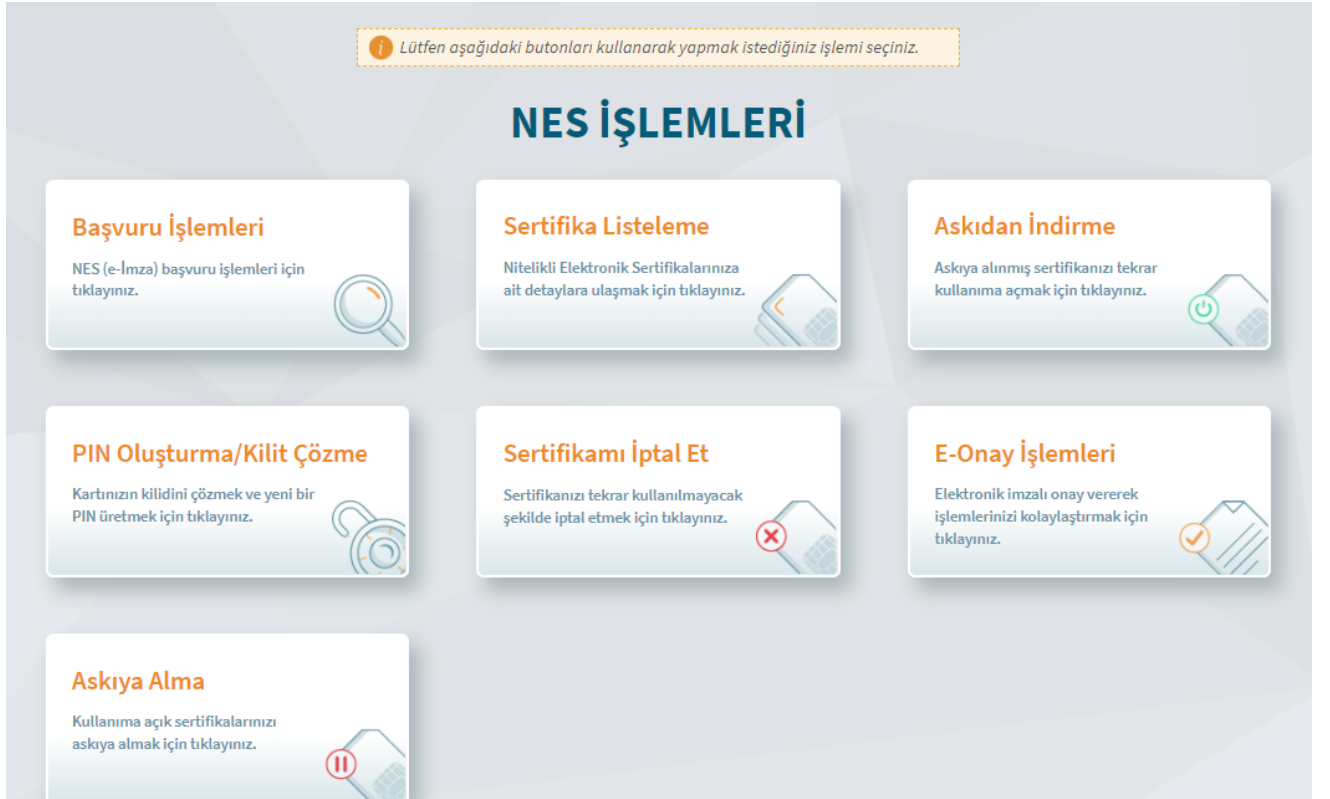 Lütfen aşağıdaki butonları kullanarak yapmak istediğiniz işlemi seçiniz.
NES İŞLEMLERİ
Başvuru İşlemleri
NES (e-İmza) başvuru işlemleri için
tıklayınız.
Sertifika Listeleme
Nitelikli Elektronik Sertifikalarınıza
ait detaylara ulaşmak için tıklayınız.
Askıdan İndirme
Askıya alınmış sertifikanızı tekrar
kullanıma açmak için tıklayınız.
PIN Oluşturma/Kilit Çözme
Kartınızın kilidini çözmek ve yeni bir
PIN üretmek için tıklayınız.
Sertifikamı İptal Et
Sertifikanızı tekrar kullanılmayacak
şekilde iptal etmek için tıklayınız.
E-Onay İşlemleri
Elektronik imzalı onay vererek
işlemlerinizi kolaylaştırmak için
tıklayınız.
Askıya Alma
Kullanıma açık sertifikalarınızı
askıya almak için tıklayınız.